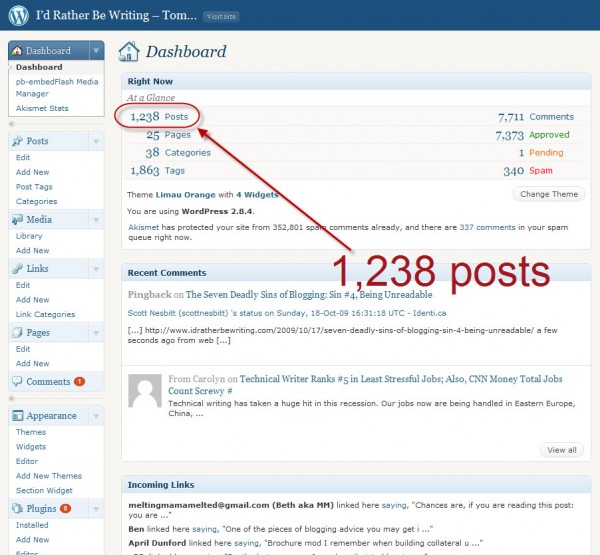 I'd Rather Be Writing – Tom... Visit Site
Dashboard
Dashboard
pb-embedFlash Media
Manager
Akismet Stats
Posts
Edit
Add New
Post Tags
Categories
Media
Library
Add New
Links
Edit
Add New
Link Categories
Pages
Edit
Add New
Comments 1
Appearance
Themes
Widgets
Editor
Add New Themes
Section Widget
Plugins 6
Installed
Add New
Editor
Dashboard
Right Now
At a Glance
1,238 Posts 7,711 Comments
25 Pages 7,373 Approved
38 Categories 1 Pending
1,863 Tags 340 Spam
Theme Limau Orange with 4 Widgets Change Theme
You are using WordPress 2.8.4.
Akismet has protected your site from 352,801 spam comments already, and there are 337 comments in your spam
queue right now.
1,238 posts
Recent Comments
Pingback on The Seven Deadly Sins of Blogging: Sin #4, Being Unreadable
Scott Nesbitt (scottnesbitt) 's status on Sunday, 18-Oct-09 16:31:18 UTC - Identi.ca
[...] http://www.idratherbewriting.com/2009/10/17/seven-deadly-sins-of-blogging-sin-4-being-unreadable/ a few
seconds ago from web [...]
From Carolyn on Technical Writer Ranks #5 in Least Stressful Jobs; Also, CNN Money Total Jobs
Count Screwy #
Technical writing has taken a huge hit in this recession. Our jobs now are being handled in Eastern Europe,
China, ...
View all
Incoming Links
meltingmamamelted@gmail.com (Beth aka MM) linked here saying, "Chances are, if you are reading this post:
you are ..."
Ben linked here saying, "One of the pieces of blogging advice you may get i ..."
April Dunford linked here saying, "Brochure mod I remember when building collateral u ..."